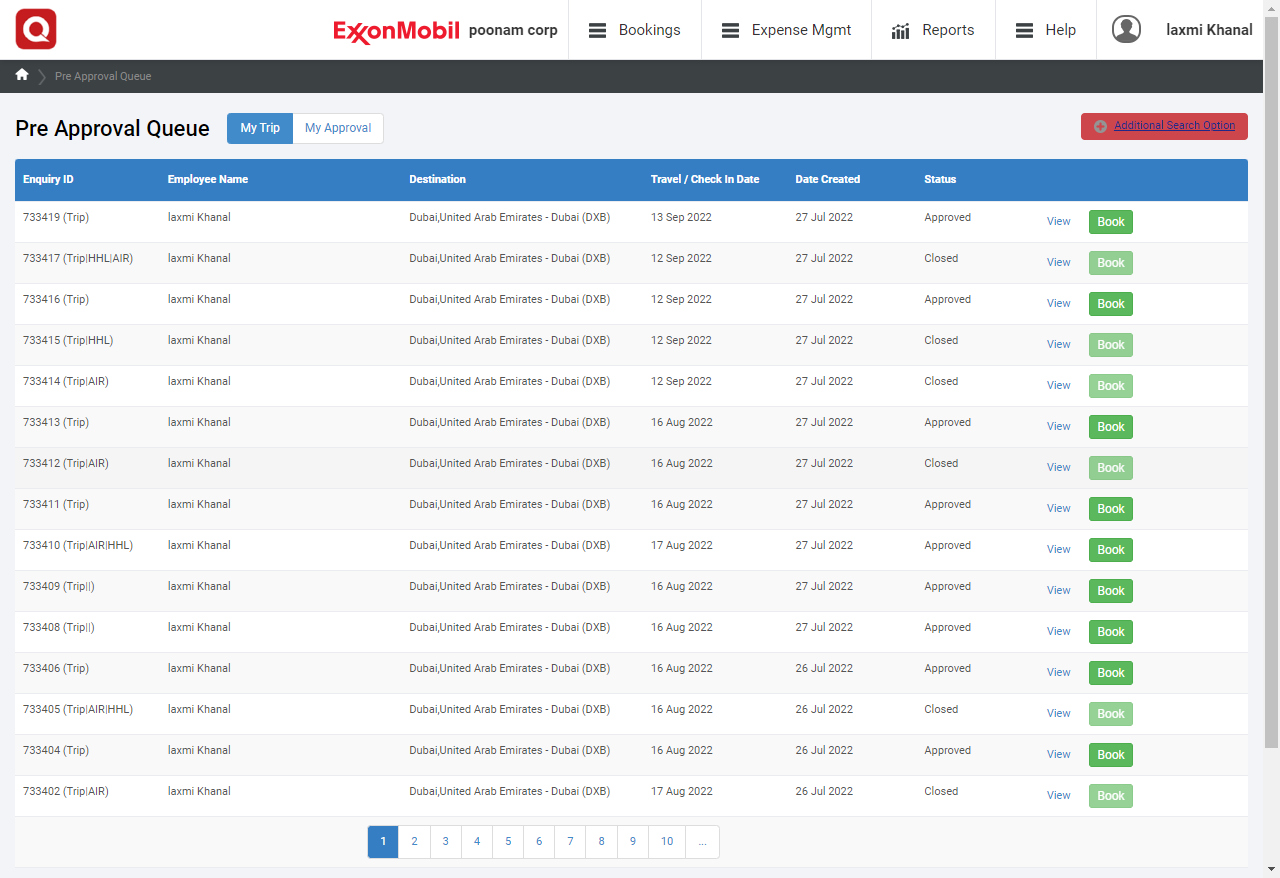 Q ExxonMobil poonam corp Bookings Expense Mgmt Reports Help laxmi Khanal
Pre Approval Queue
Pre Approval Queue My Trip My Approval Additional Search Option
Enquiry ID Employee Name Destination Travel / Check In Date Date Created Status
733419 (Trip) laxmi Khanal Dubai,United Arab Emirates - Dubai (DXB) 13 Sep 2022 27 Jul 2022 Approved View Book
733417 (Trip|HHL|AIR) laxmi Khanal Dubai,United Arab Emirates - Dubai (DXB) 12 Sep 2022 27 Jul 2022 Closed View Book
733416 (Trip) laxmi Khanal Dubai,United Arab Emirates - Dubai (DXB) 12 Sep 2022 27 Jul 2022 Approved View Book
733415 (Trip|HHL) laxmi Khanal Dubai,United Arab Emirates - Dubai (DXB) 12 Sep 2022 27 Jul 2022 Closed View Book
733414 (Trip|AIR) laxmi Khanal Dubai,United Arab Emirates - Dubai (DXB) 12 Sep 2022 27 Jul 2022 Closed View Book
733413 (Trip) laxmi Khanal Dubai,United Arab Emirates - Dubai (DXB) 16 Aug 2022 27 Jul 2022 Approved View Book
733412 (Trip|AIR) laxmi Khanal Dubai,United Arab Emirates - Dubai (DXB) 16 Aug 2022 27 Jul 2022 Closed View Book
733411 (Trip) laxmi Khanal Dubai,United Arab Emirates - Dubai (DXB) 16 Aug 2022 27 Jul 2022 Approved View Book
733410 (Trip|AIR|HHL) laxmi Khanal Dubai,United Arab Emirates - Dubai (DXB) 17 Aug 2022 27 Jul 2022 Approved View Book
733409 (Trip||) laxmi Khanal Dubai,United Arab Emirates - Dubai (DXB) 16 Aug 2022 27 Jul 2022 Approved View Book
733408 (Trip||) laxmi Khanal Dubai,United Arab Emirates - Dubai (DXB) 16 Aug 2022 27 Jul 2022 Approved View Book
733406 (Trip) laxmi Khanal Dubai,United Arab Emirates - Dubai (DXB) 16 Aug 2022 26 Jul 2022 Approved View Book
733405 (Trip|AIR|HHL) laxmi Khanal Dubai,United Arab Emirates - Dubai (DXB) 16 Aug 2022 26 Jul 2022 Closed View Book
733404 (Trip) laxmi Khanal Dubai,United Arab Emirates - Dubai (DXB) 16 Aug 2022 26 Jul 2022 Approved View Book
733402 (Trip|AIR) laxmi Khanal Dubai,United Arab Emirates - Dubai (DXB) 17 Aug 2022 26 Jul 2022 Closed View Book
1 2 3 4 5 6 7 8 9 10 ...